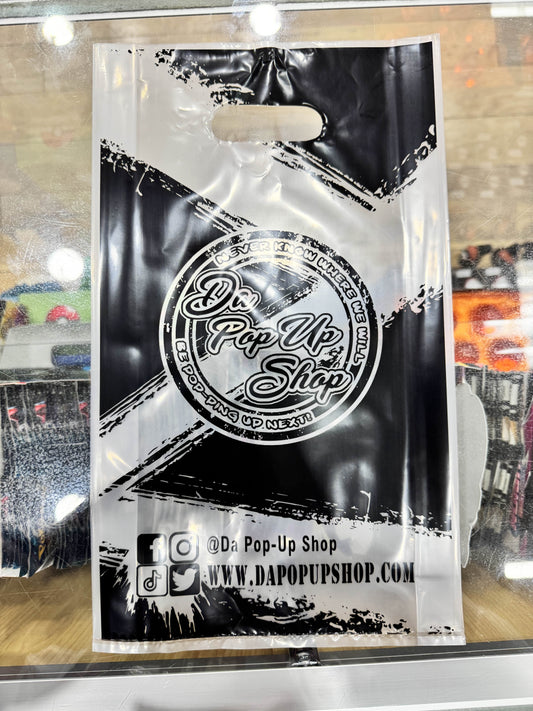 NEVER KNOW WHERE WE WILL
Da
Pop Up
Shop
BE POP-PING UP NEXT!
@Da Pop-Up Shop
WWW.DAPOPUPSHOP.COM